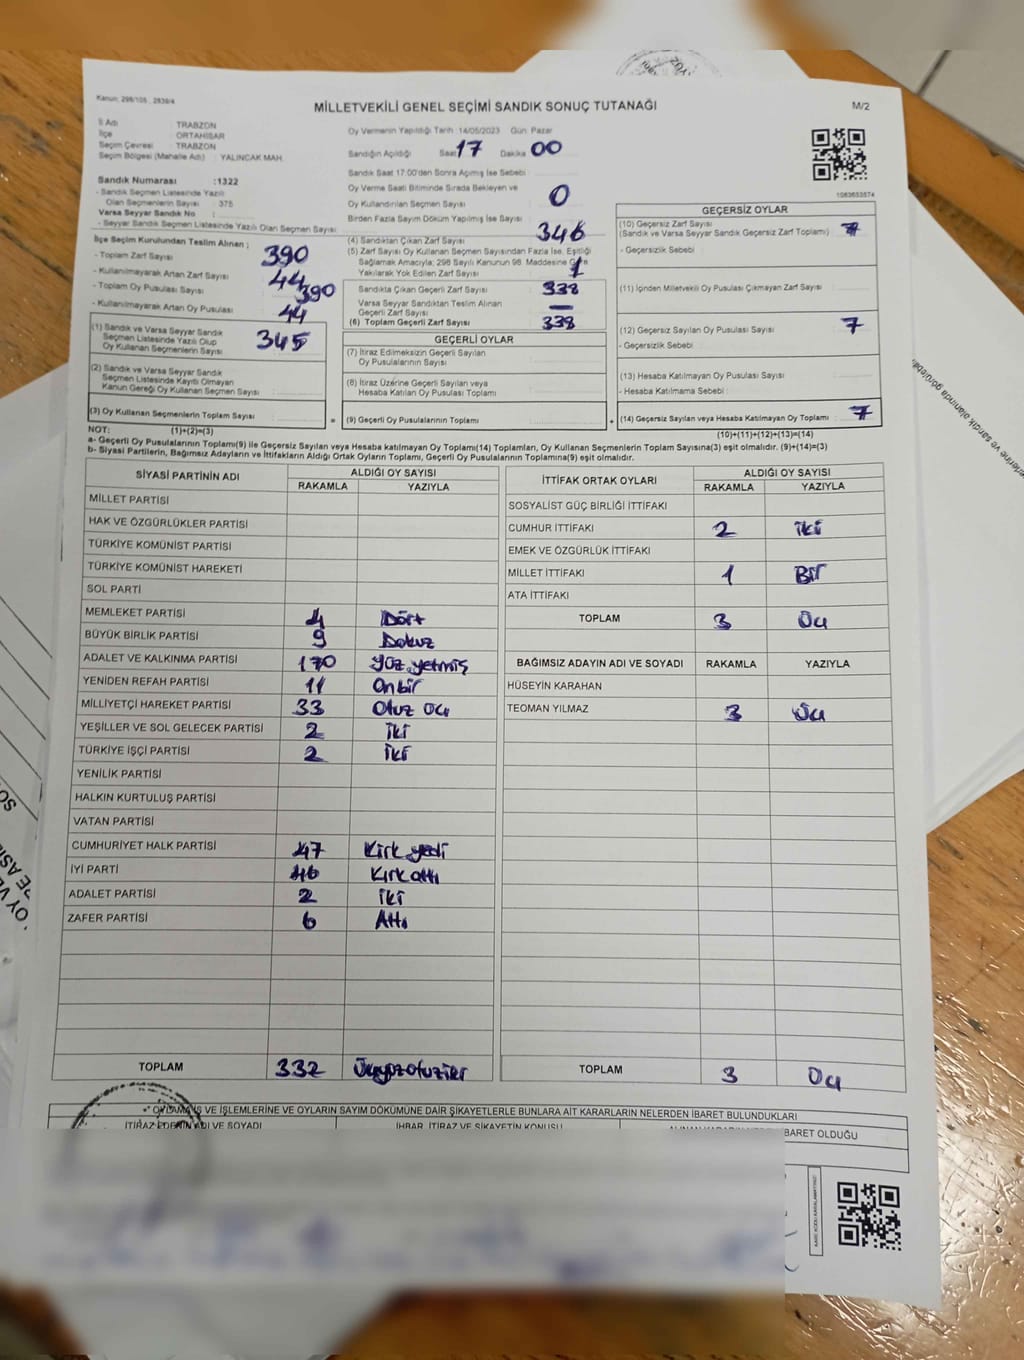 Kanun; 298/105 , 2839/4
MİLLETVEKİLİ GENEL SEÇİMİ SANDIK SONUÇ TUTANAĞI
M/2
İl Adı : TRABZON
İlçe : ORTAHİSAR
Seçim Çevresi : TRABZON
Seçim Bölgesi (Mahalle Adı) : YALINCAK MAH.
Oy Vermenin Yapıldığı Tarih :14/05/2023 Gün: Pazar
Sandığın Açıldığı Saat 17 Dakika 00
Sandık Saat 17:00'den Sonra Açılmış İse Sebebi
Sandık Numarası :1322
- Sandık Seçmen Listesinde Yazılı
Olan Seçmenlerin Sayısı : 375
Varsa Seyyar Sandık No :
- Seyyar Sandık Seçmen Listesinde Yazılı Olan Seçmen Sayısı :
Oy Verme Saati Bitiminde Sırada Bekleyen ve
Oy Kullandırılan Seçmen Sayısı 0
Birden Fazla Sayım Döküm Yapılmış İse Sayısı
1083653574
İlçe Seçim Kurulundan Teslim Alınan ;
- Toplam Zarf Sayısı 390
- Kullanılmayarak Artan Zarf Sayısı 44
- Toplam Oy Pusulası Sayısı 390
- Kullanılmayarak Artan Oy Pusulası 44
(1) Sandık ve Varsa Seyyar Sandık
Seçmen Listesinde Yazılı Olup
Oy Kullanan Seçmenlerin Sayısı 345
(2) Sandık ve Varsa Seyyar Sandık
Seçmen Listesinde Kayıtlı Olmayan
Kanun Gereği Oy Kullanan Seçmen Sayısı :
(3) Oy Kullanan Seçmenlerin Toplam Sayısı :
(4) Sandıktan Çıkan Zarf Sayısı 346
(5) Zarf Sayısı Oy Kullanan Seçmen Sayısından Fazla İse, Eşitliği
Sağlamak Amacıyla; 298 Sayılı Kanunun 98. Maddesine Göre
Yakılarak Yok Edilen Zarf Sayısı 1
Sandıkta Çıkan Geçerli Zarf Sayısı 338
Varsa Seyyar Sandıktan Teslim Alınan
Geçerli Zarf Sayısı —
(6) Toplam Geçerli Zarf Sayısı 338
GEÇERLİ OYLAR
(7) İtiraz Edilmeksizin Geçerli Sayılan
Oy Pusulalarının Sayısı
(8) İtiraz Üzerine Geçerli Sayılan veya
Hesaba Katılan Oy Pusulası Toplamı
= (9) Geçerli Oy Pusulalarının Toplamı
GEÇERSİZ OYLAR
(10) Geçersiz Zarf Sayısı
(Sandık ve Varsa Seyyar Sandık Geçersiz Zarf Toplamı)
- Geçersizlik Sebebi :
(11) İçinden Milletvekili Oy Pusulası Çıkmayan Zarf Sayısı :
(12) Geçersiz Sayılan Oy Pusulası Sayısı : 7
- Geçersizlik Sebebi :
(13) Hesaba Katılmayan Oy Pusulası Sayısı :
- Hesaba Katılmama Sebebi :
+ (14) Geçersiz Sayılan veya Hesaba Katılmayan Oy Toplamı : 7
NOT: (1)+(2)=(3)
(10)+(11)+(12)+(13)=(14)
a- Geçerli Oy Pusulalarının Toplamı(9) ile Geçersiz Sayılan veya Hesaba katılmayan Oy Toplamı(14) Toplamları, Oy Kullanan Seçmenlerin Toplam Sayısına(3) eşit olmalıdır. (9)+(14)=(3)
b- Siyasi Partilerin, Bağımsız Adayların ve İttifakların Aldığı Ortak Oyların Toplamı, Geçerli Oy Pusulalarının Toplamına(9) eşit olmalıdır.
SİYASİ PARTİNİN ADI ALDIĞI OY SAYISI
RAKAMLA YAZIYLA
MİLLET PARTİSİ
HAK VE ÖZGÜRLÜKLER PARTİSİ
TÜRKİYE KOMÜNİST PARTİSİ
TÜRKİYE KOMÜNİST HAREKETİ
SOL PARTİ
MEMLEKET PARTİSİ 4 Dört
BÜYÜK BİRLİK PARTİSİ 9 Dokuz
ADALET VE KALKINMA PARTİSİ 170 yüz yetmiş
YENİDEN REFAH PARTİSİ 11 Onbir
MİLLİYETÇİ HAREKET PARTİSİ 33 Otuz Üç
YEŞİLLER VE SOL GELECEK PARTİSİ 2 İki
TÜRKİYE İŞÇİ PARTİSİ 2 İki
YENİLİK PARTİSİ
HALKIN KURTULUŞ PARTİSİ
VATAN PARTİSİ
CUMHURİYET HALK PARTİSİ 47 Kırk yedi
İYİ PARTİ 46 Kırk altı
ADALET PARTİSİ 2 iki
ZAFER PARTİSİ 6 Altı
TOPLAM 332 Üçyüzotuziki
İTTİFAK ORTAK OYLARI ALDIĞI OY SAYISI
RAKAMLA YAZIYLA
SOSYALİST GÜÇ BİRLİĞİ İTTİFAKI
CUMHUR İTTİFAKI 2 iki
EMEK VE ÖZGÜRLÜK İTTİFAKI
MİLLET İTTİFAKI 1 Bir
ATA İTTİFAKI
TOPLAM 3 Üç
BAĞIMSIZ ADAYIN ADI VE SOYADI RAKAMLA YAZIYLA
HÜSEYİN KARAHAN
TEOMAN YILMAZ 3 Üç
TOPLAM 3 Üç
OYLAMA İŞ VE İŞLEMLERİNE VE OYLARIN SAYIM DÖKÜMÜNE DAİR ŞİKAYETLERLE BUNLARA AİT KARARLARIN NELERDEN İBARET BULUNDUKLARI
İTİRAZ EDENİN ADI VE SOYADI İHBAR, İTİRAZ VE ŞİKAYETİN KONUSU
İBARET OLDUĞU